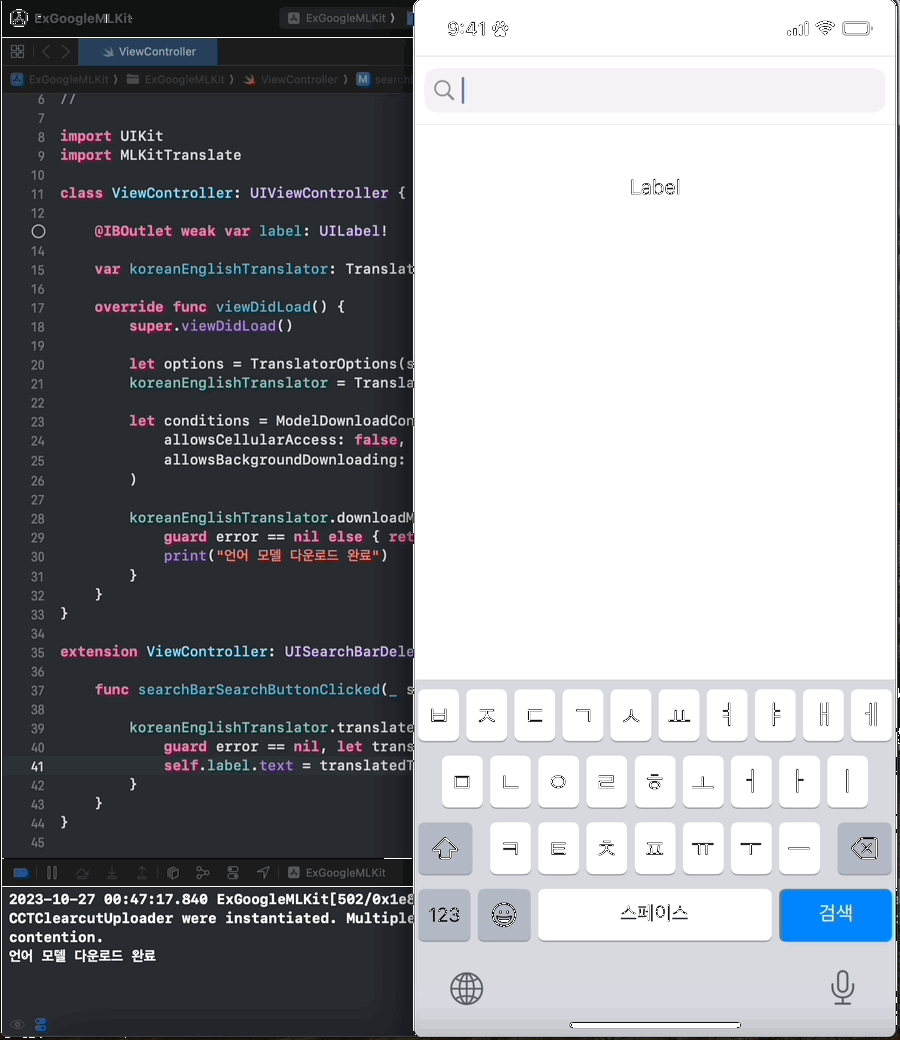 ExGoogleMLKit
ExGoogleMLKit 〉
ViewController
ExGoogleMLKit 〉 ExGoogleMLKit 〉 ViewController 〉 M
6 //
7
8 import UIKit
9 import MLKitTranslate
10
11 class ViewController: UIViewController {
12
@IBOutlet weak var label: UILabel!
14
15 var koreanEnglishTranslator: Translat
16
17 override func viewDidLoad() {
18 super.viewDidLoad()
19
20 let options = TranslatorOptions(s
21 koreanEnglishTranslator = Transla
22
23 let conditions = ModelDownloadCon
24 allowsCellularAccess: false,
25 allowsBackgroundDownloading:
26 )
27
28 koreanEnglishTranslator.downloadM
29 guard error == nil else { ret
30 print("언어 모델 다운로드 완료")
31 }
32 }
33 }
34
35 extension ViewController: UISearchBarDele
36
37 func searchBarSearchButtonClicked(_ s
38
39 koreanEnglishTranslator.translate
40 guard error == nil, let trans
41 self.label.text = translatedT
42 }
43 }
44 }
45
ExGoogleMLKit
2023-10-27 00:47:17.840 ExGoogleMLKit[502/0x1e8
CCTClearcutUploader were instantiated. Multiple
contention.
언어 모델 다운로드 완료
9:41
Label
ㅂ ㅈ ㄷ ㄱ ㅅ ㅛ ㅕ ㅑ ㅐ ㅔ
ㅁ ㄴ ㅇ ㄹ ㅎ ㅗ ㅓ ㅏ ㅣ
ㅋ ㅌ ㅊ ㅍ ㅠ ㅜ ㅡ
123 스페이스 검색